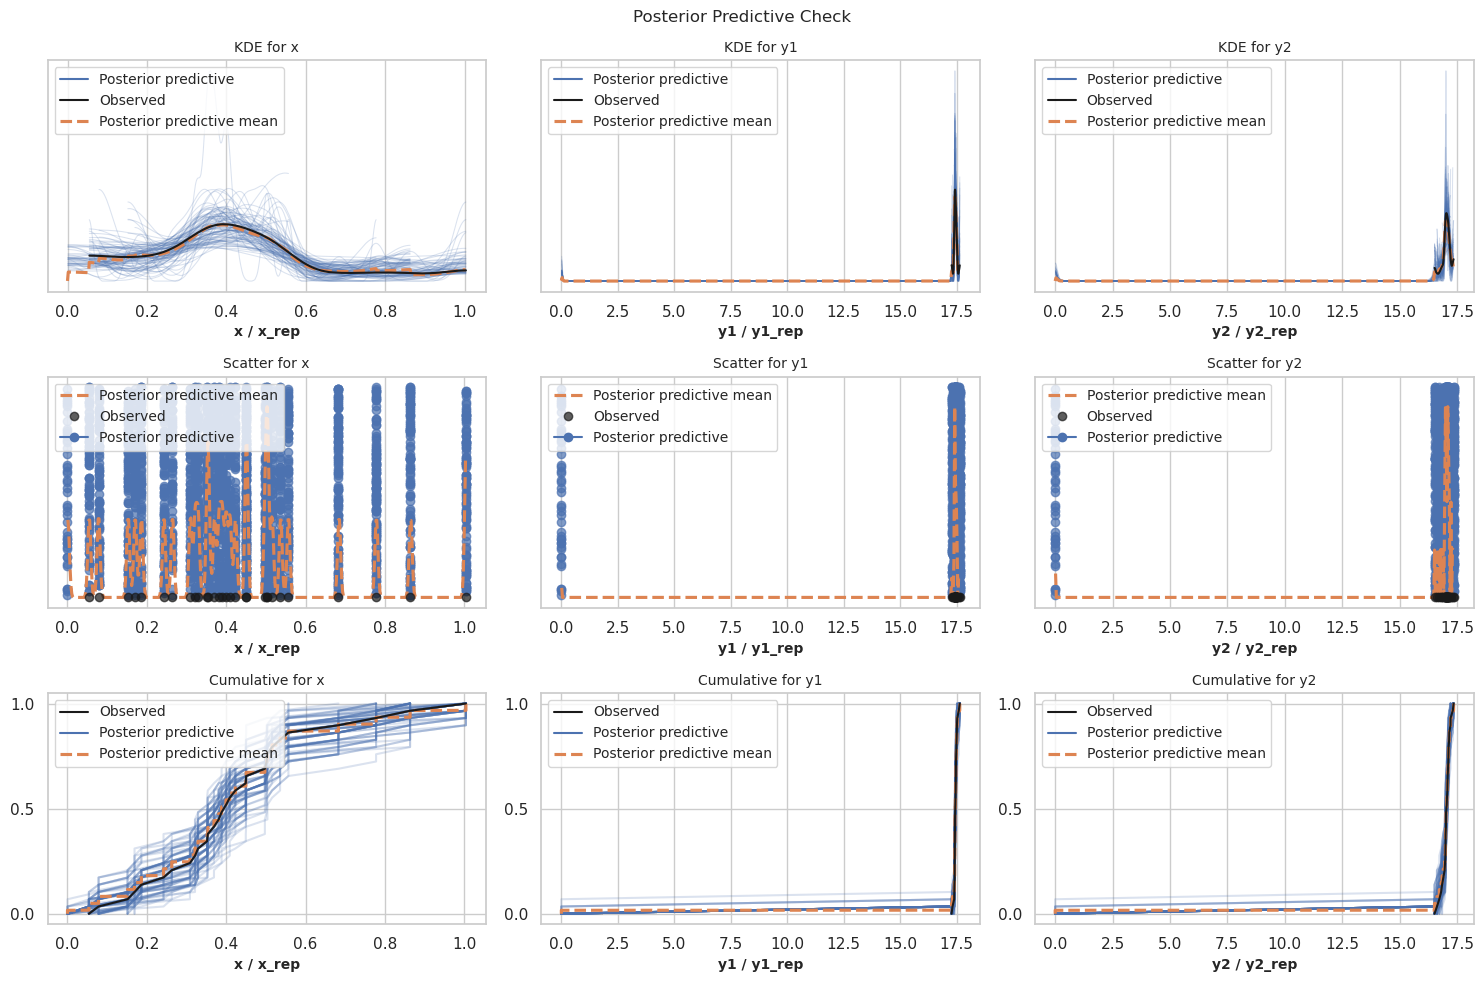 Posterior Predictive Check
KDE for x
Posterior predictive
Observed
Posterior predictive mean
0.0 0.2 0.4 0.6 0.8 1.0
x / x_rep
KDE for y1
Posterior predictive
Observed
Posterior predictive mean
0.0 2.5 5.0 7.5 10.0 12.5 15.0 17.5
y1 / y1_rep
KDE for y2
Posterior predictive
Observed
Posterior predictive mean
0.0 2.5 5.0 7.5 10.0 12.5 15.0 17.5
y2 / y2_rep
Scatter for x
Posterior predictive mean
Observed
Posterior predictive
0.0 0.2 0.4 0.6 0.8 1.0
x / x_rep
Scatter for y1
Posterior predictive mean
Observed
Posterior predictive
0.0 2.5 5.0 7.5 10.0 12.5 15.0 17.5
y1 / y1_rep
Scatter for y2
Posterior predictive mean
Observed
Posterior predictive
0.0 2.5 5.0 7.5 10.0 12.5 15.0 17.5
y2 / y2_rep
Cumulative for x
1.0
0.5
0.0
Observed
Posterior predictive
Posterior predictive mean
0.0 0.2 0.4 0.6 0.8 1.0
x / x_rep
Cumulative for y1
1.0
0.5
0.0
Observed
Posterior predictive
Posterior predictive mean
0.0 2.5 5.0 7.5 10.0 12.5 15.0 17.5
y1 / y1_rep
Cumulative for y2
1.0
0.5
0.0
Observed
Posterior predictive
Posterior predictive mean
0.0 2.5 5.0 7.5 10.0 12.5 15.0 17.5
y2 / y2_rep